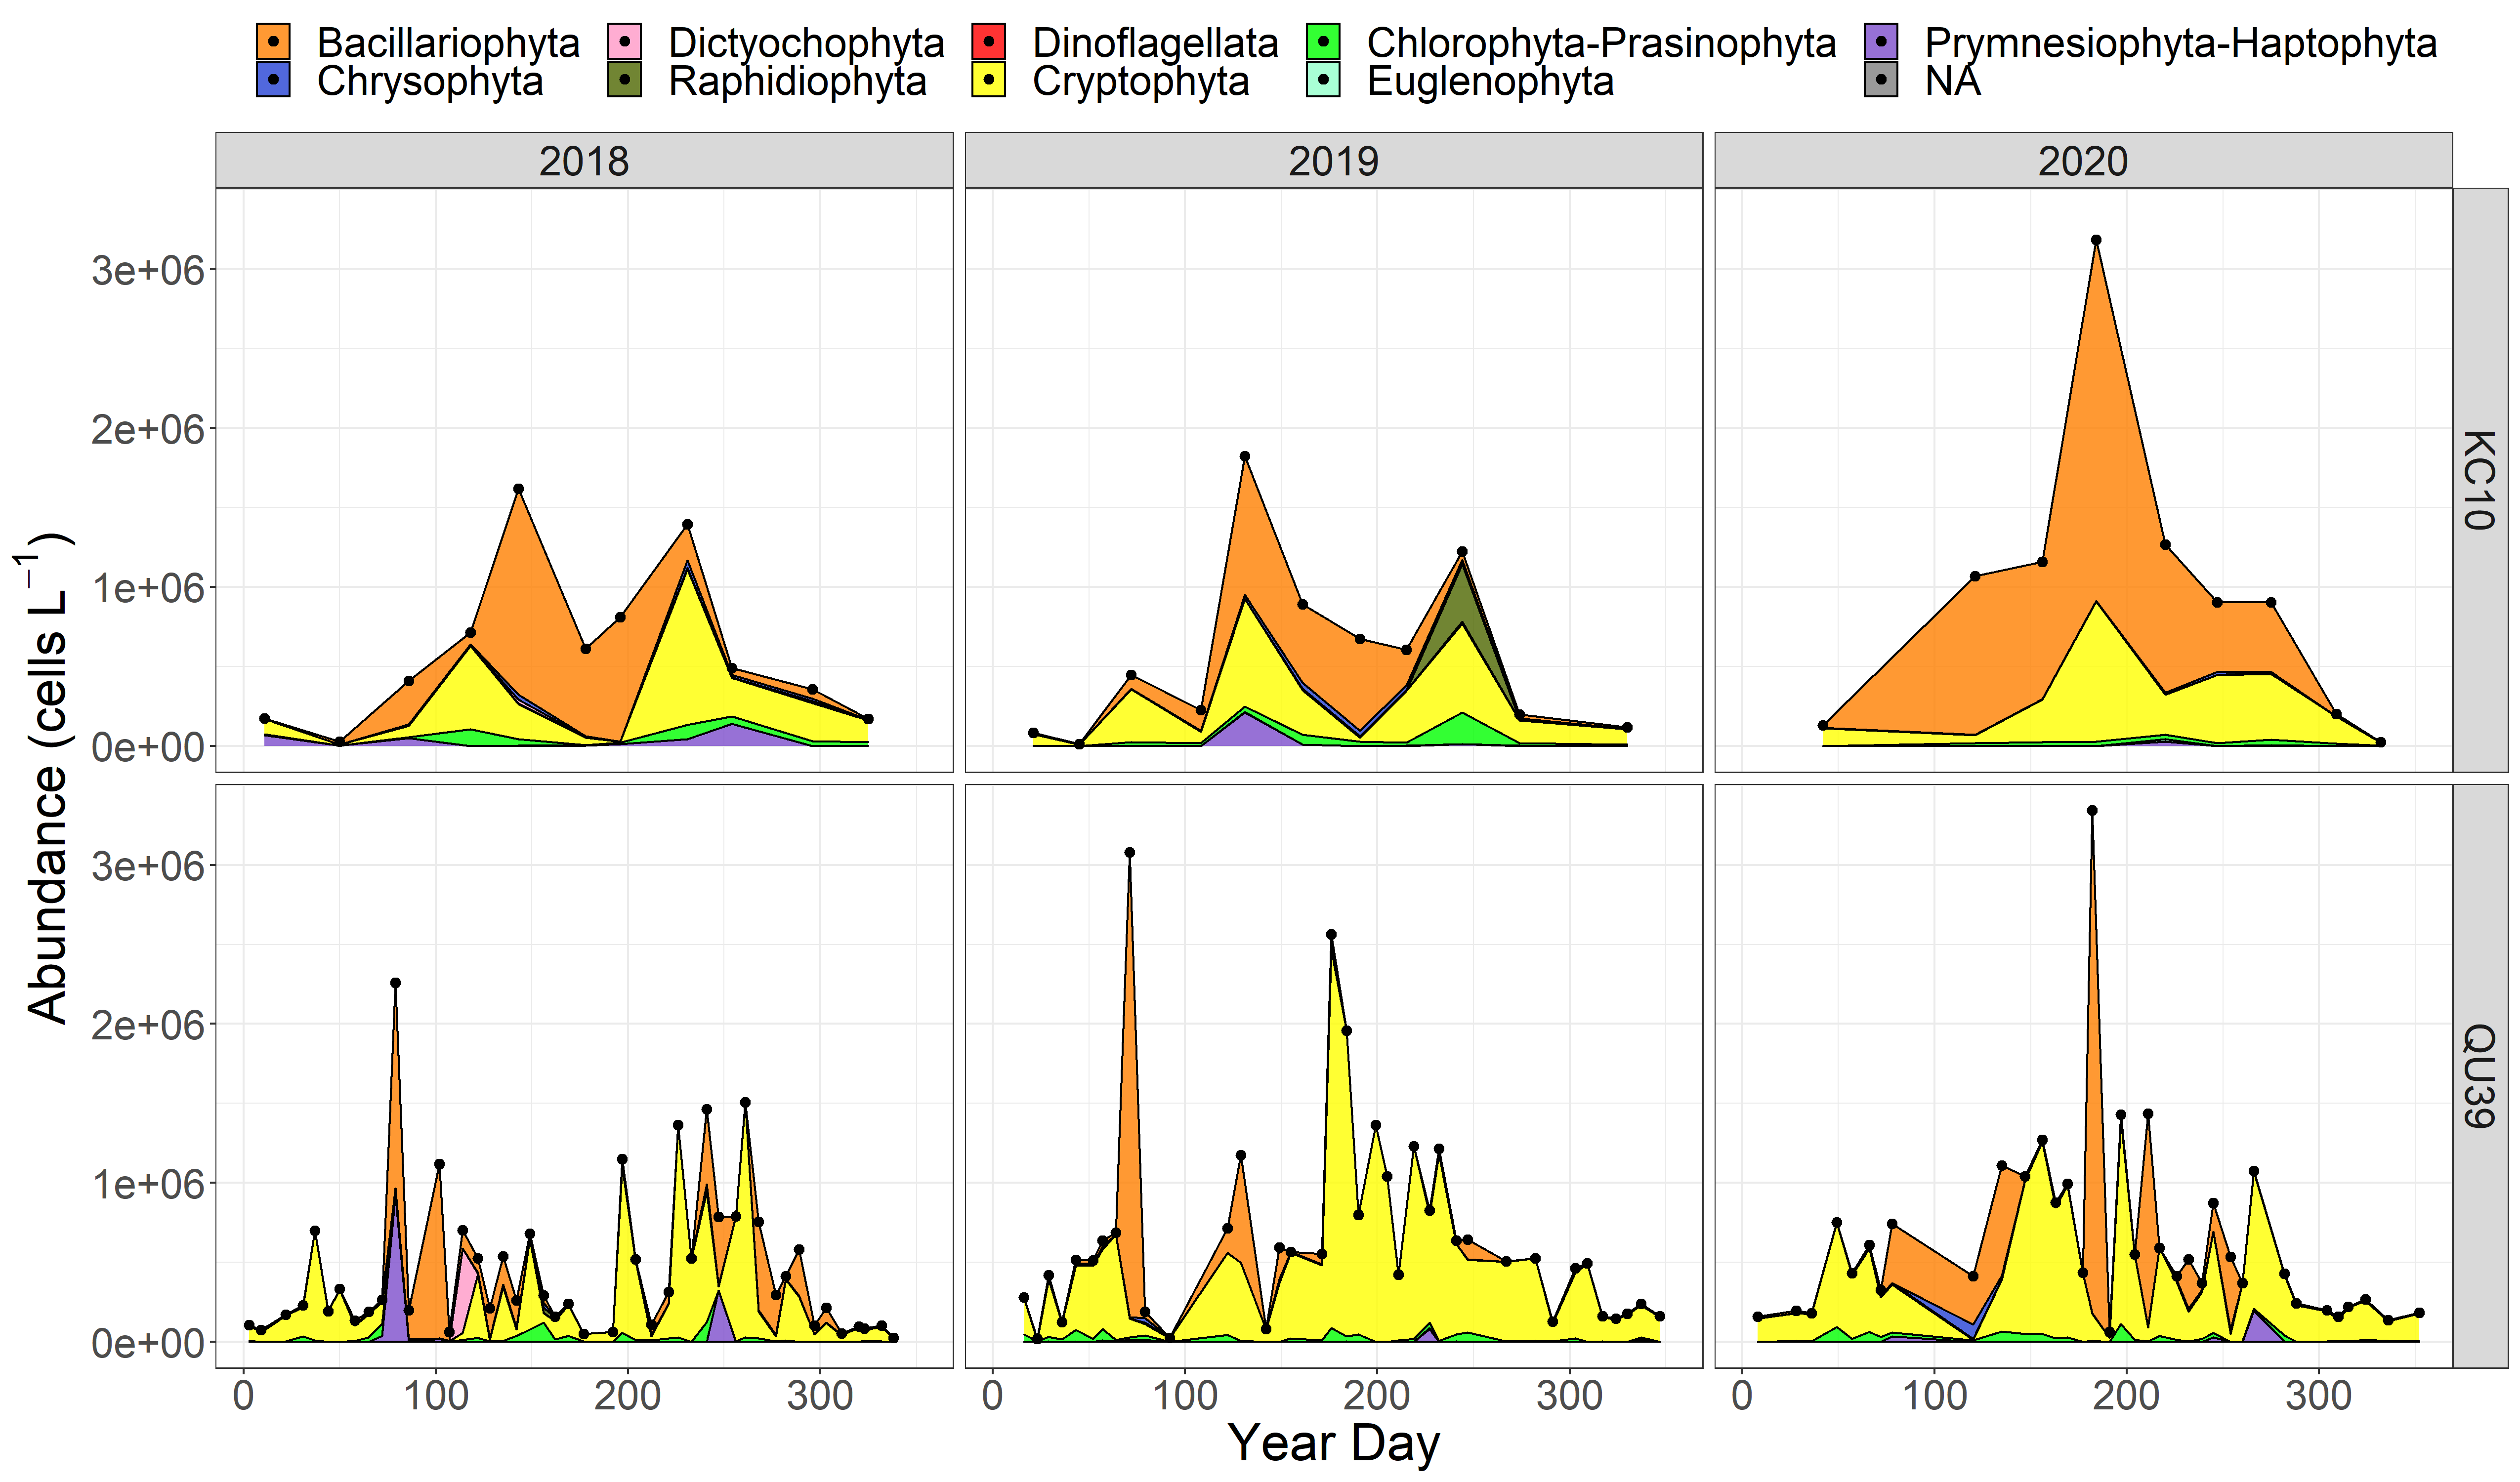 Bacillariophyta Dictyochophyta Dinoflagellata Chlorophyta-Prasinophyta Prymnesiophyta-Haptophyta
Chrysophyta Raphidiophyta Cryptophyta Euglenophyta NA
2018 2019 2020
3e+06
2e+06
1e+06
0e+00
KC10
3e+06
2e+06
1e+06
0e+00
QU39
Abundance (cells L⁻¹)
0 100 200 300 0 100 200 300 0 100 200 300
Year Day